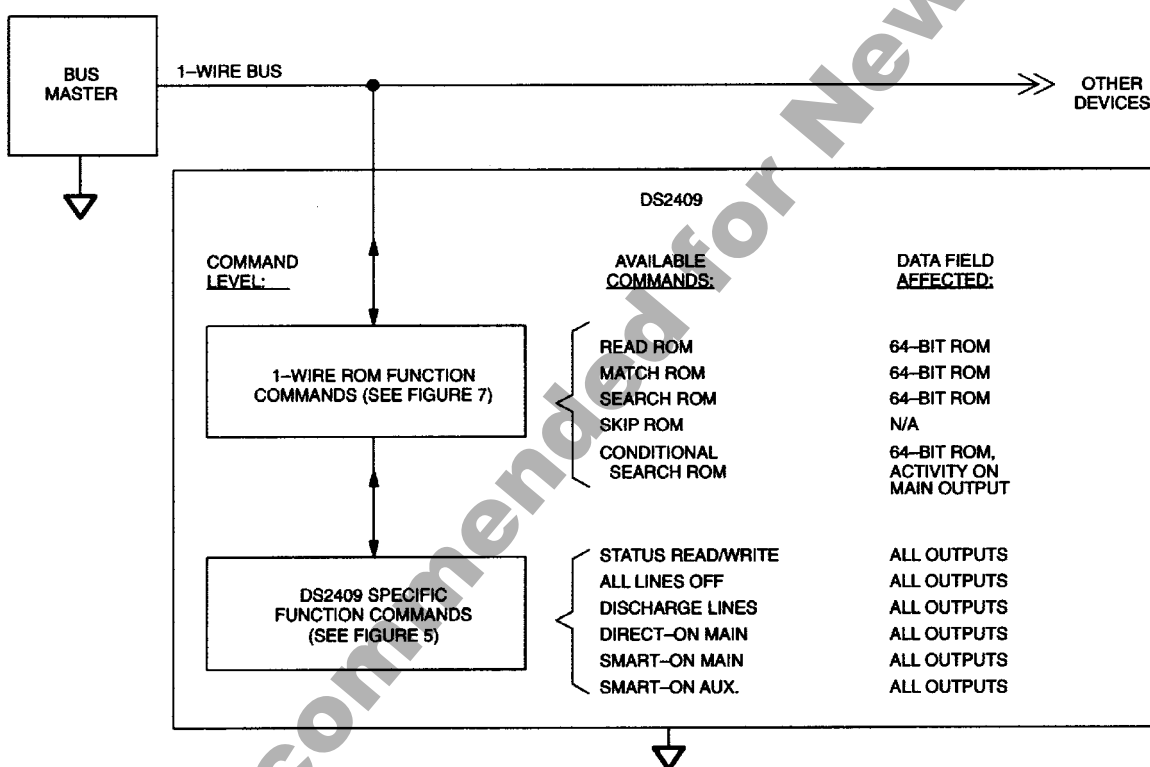 BUS
MASTER
1–WIRE BUS
OTHER
DEVICES
DS2409
COMMAND
LEVEL:
AVAILABLE
COMMANDS:
DATA FIELD
AFFECTED:
1–WIRE ROM FUNCTION
COMMANDS (SEE FIGURE 7)
READ ROM 64–BIT ROM
MATCH ROM 64–BIT ROM
SEARCH ROM 64–BIT ROM
SKIP ROM N/A
CONDITIONAL 64–BIT ROM,
SEARCH ROM ACTIVITY ON
MAIN OUTPUT
DS2409 SPECIFIC
FUNCTION COMMANDS
(SEE FIGURE 5)
STATUS READ/WRITE ALL OUTPUTS
ALL LINES OFF ALL OUTPUTS
DISCHARGE LINES ALL OUTPUTS
DIRECT–ON MAIN ALL OUTPUTS
SMART–ON MAIN ALL OUTPUTS
SMART–ON AUX. ALL OUTPUTS
commended for New